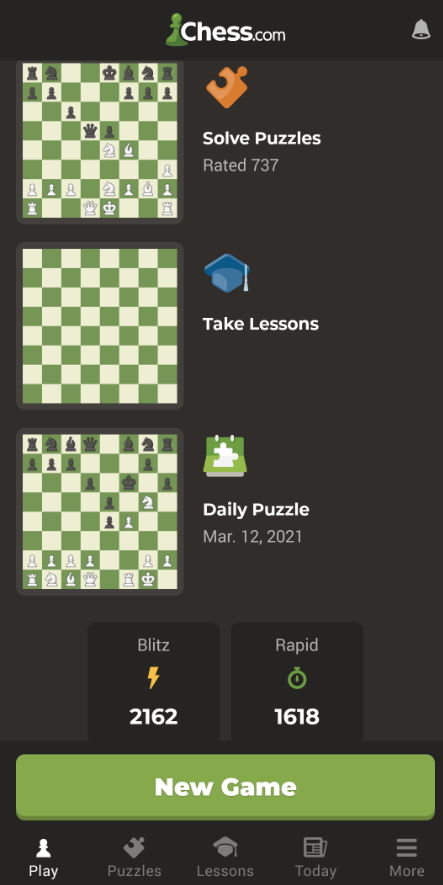 Chess.com
Solve Puzzles
Rated 737
Take Lessons
Daily Puzzle
Mar. 12, 2021
Blitz
Rapid
2162
1618
New Game
Play
Puzzles
Lessons
Today
More